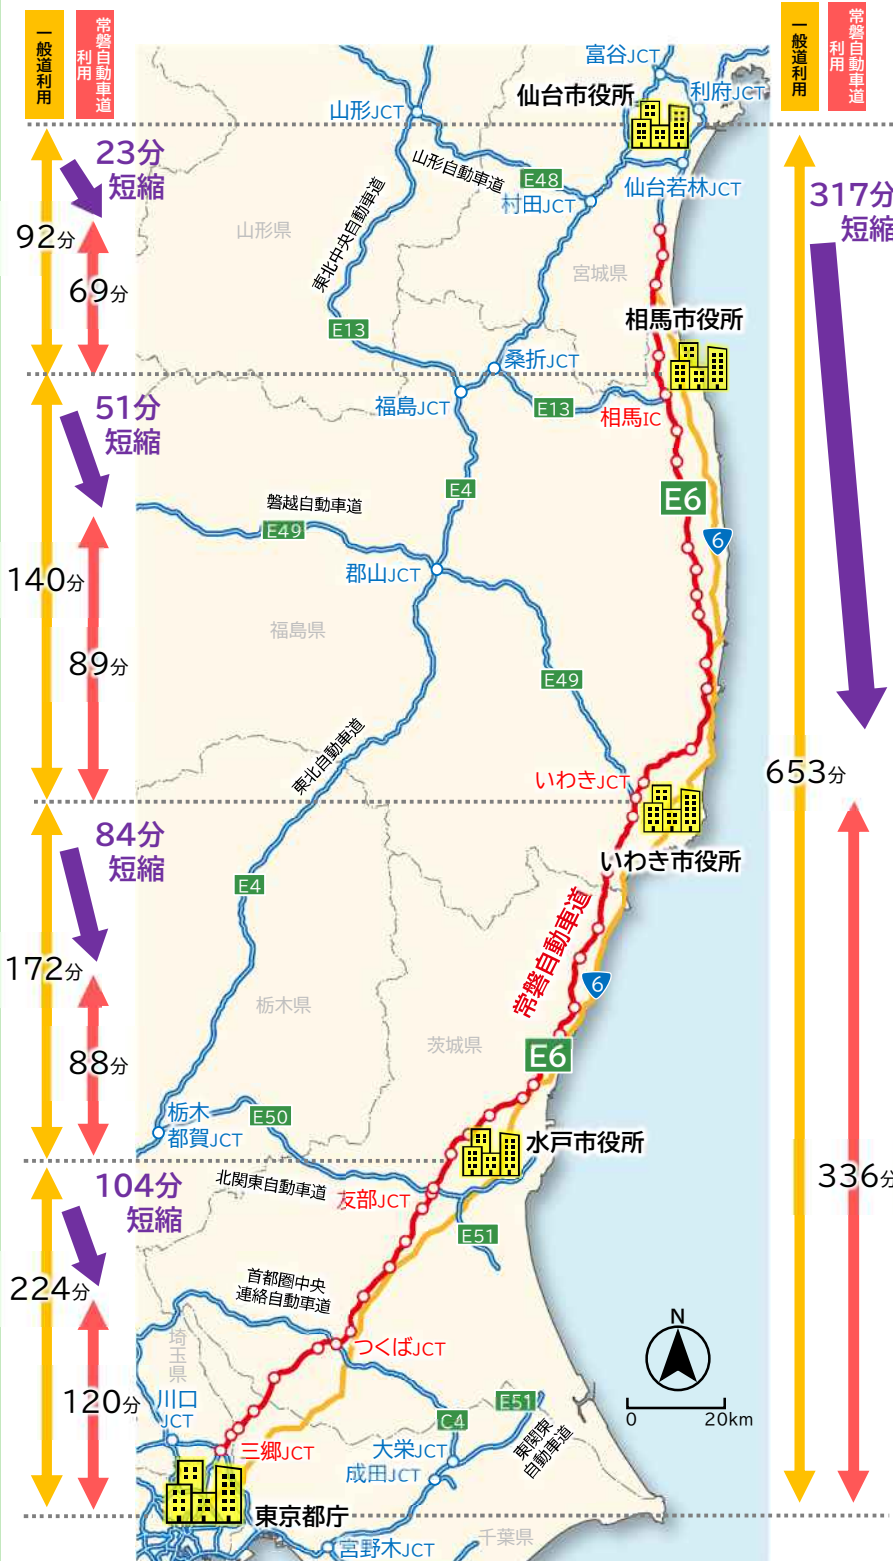 一般道利用
常磐自動車道
利用
一般道利用
常磐自動車道
利用
富谷JCT
仙台市役所
利府JCT
山形JCT
23分
短縮
山形自動車道
E48
仙台若林JCT
村田JCT
317分
短縮
92分
山形県
東北中央自動車道
宮城県
69分
E13
相馬市役所
桑折JCT
51分
短縮
福島JCT
E13
相馬IC
E4
E6
磐越自動車道
E49
6
郡山JCT
140分
福島県
89分
E49
東北自動車道
いわきJCT
653分
84分
短縮
いわき市役所
E4
常磐自動車道
172分
6
栃木県
茨城県
E6
88分
栃木
都賀JCT
E50
水戸市役所
104分
短縮
北関東自動車道
友部JCT
336分
E51
224分
首都圏中央
連絡自動車道
N
埼玉県
つくばJCT
120分
川口
JCT
E51
0
20km
C4
東関東
自動車道
三郷JCT
大栄JCT
成田JCT
東京都庁
宮野木JCT
千葉県